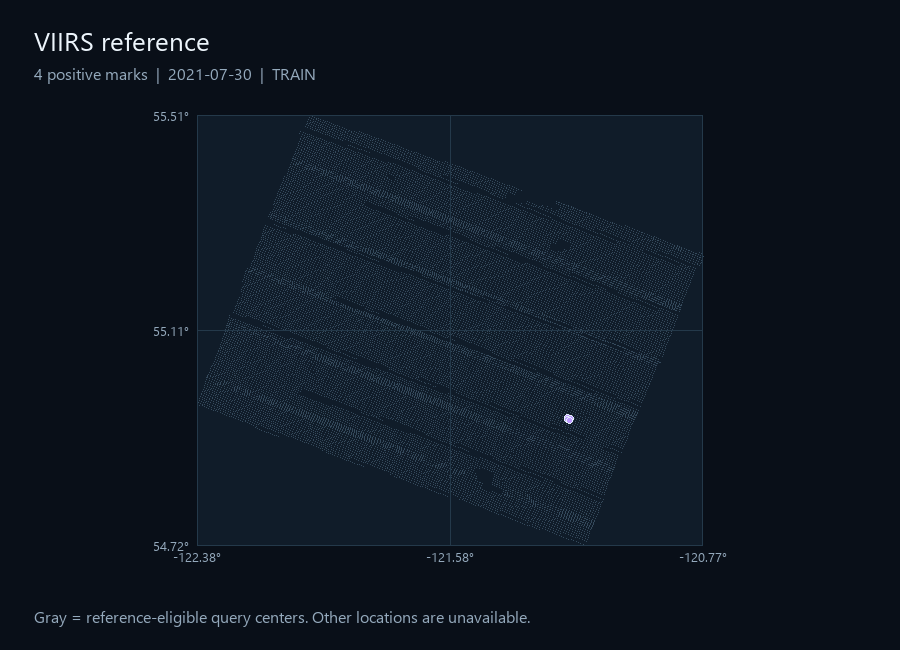 VIIRS reference
4 positive marks | 2021-07-30 | TRAIN
55.51°
55.11°
54.72°
-122.38° -121.58° -120.77°
Gray = reference-eligible query centers. Other locations are unavailable.